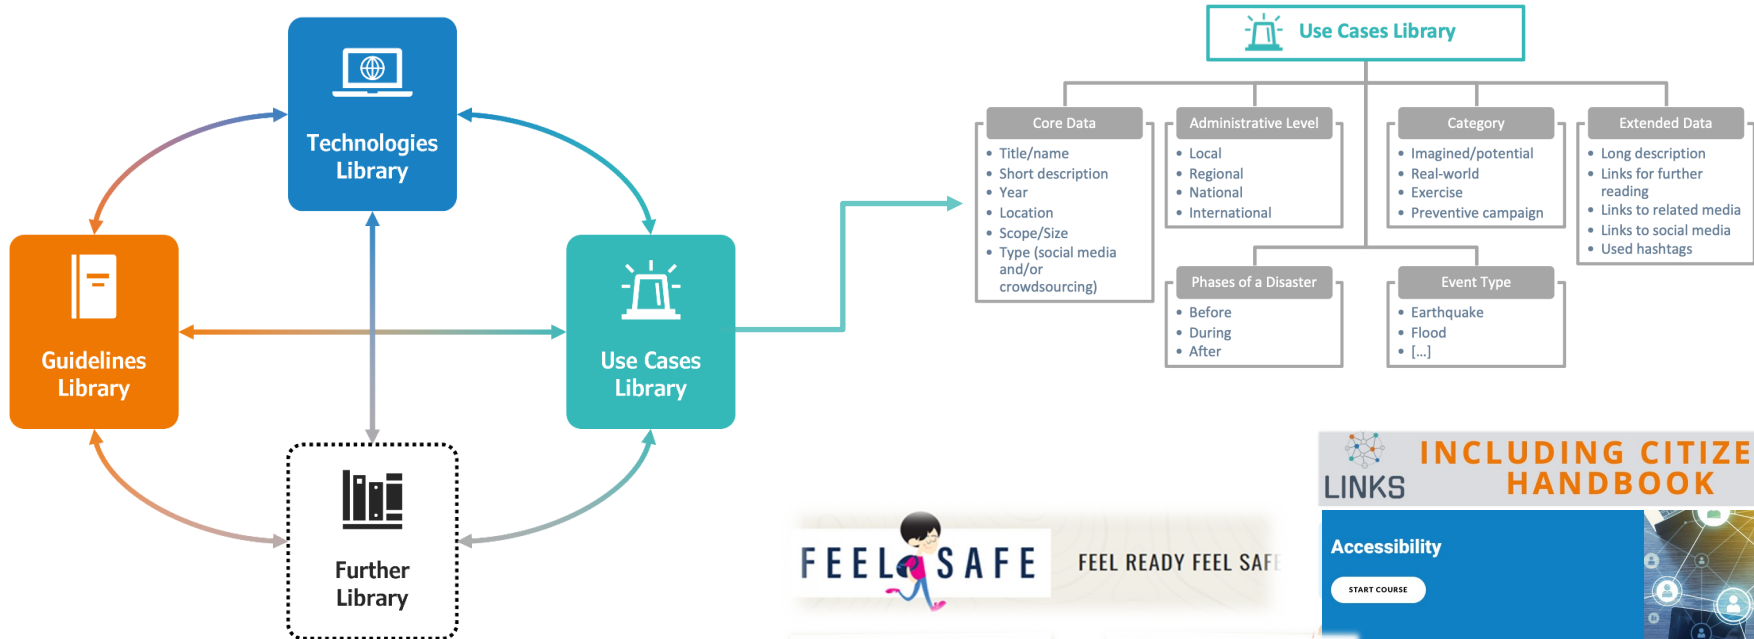 Technologies
Library
Guidelines
Library
Use Cases
Library
Further
Library
Use Cases Library
Core Data
• Title/name
• Short description
• Year
• Location
• Scope/Size
• Type (social media
and/or
crowdsourcing)
Administrative Level
• Local
• Regional
• National
• International
Category
• Imagined/potential
• Real-world
• Exercise
• Preventive campaign
Extended Data
• Long description
• Links for further
reading
• Links to related media
• Links to social media
• Used hashtags
Phases of a Disaster
• Before
• During
• After
Event Type
• Earthquake
• Flood
• [...]
FEEL SAFE
FEEL READY FEEL SAFE
LINKS
INCLUDING CITIZE
HANDBOOK
Accessibility
START COURSE